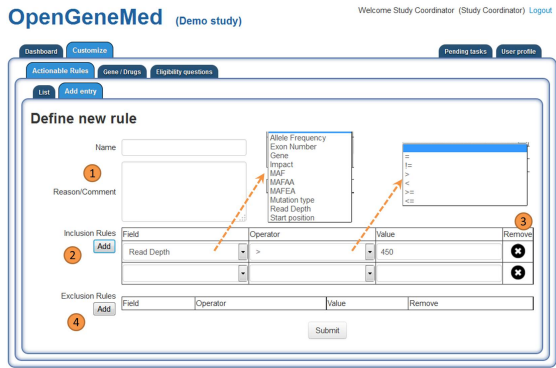 OpenGeneMed (Demo study)
Welcome Study Coordinator (Study Coordinator) Logout
Dashboard Customize Pending tasks User profile
Actionable Rules Gene / Drugs Eligibility questions
List Add entry
Define new rule
Name
1
Reason/Comment
Allele Frequency
Exon Number
Gene
Impact
MAF
MAFAA
MAFEA
Mutation type
Read Depth
Start position
=
!=
>
<
>=
<=
3
Inclusion Rules
Add
2
Field Operator Value Remove
Read Depth > 450
Exclusion Rules
Add
4
Field Operator Value Remove
Submit